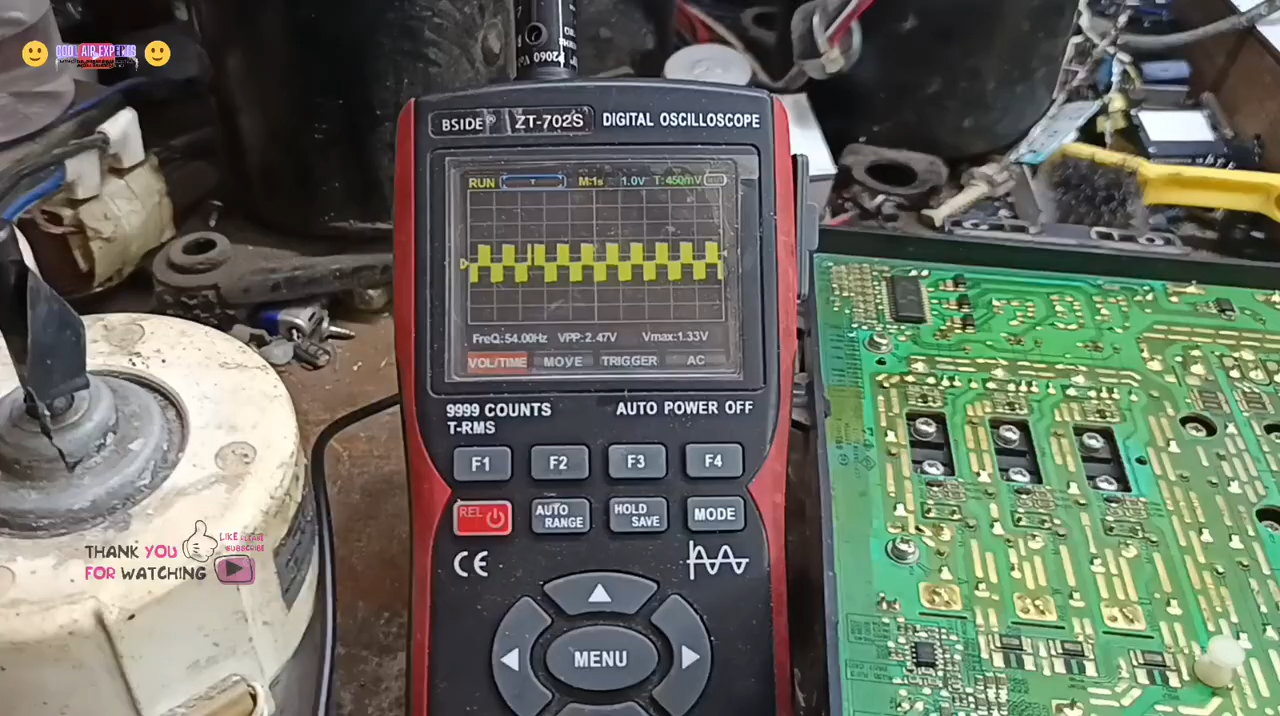 COOL AIR EXPERTS
BSIDE® ZT-702S DIGITAL OSCILLOSCOPE
RUN T M:1s 1.0V T:450mV
FreQ:54.00Hz VPP:2.47V Vmax:1.33V
VOL/TIME MOVE TRIGGER AC
9999 COUNTS AUTO POWER OFF
T-RMS
F1 F2 F3 F4
REL AUTO RANGE HOLD SAVE MODE
CE
MENU
LIKE PLEASE
SUBSCRIBE
THANK YOU
FOR WATCHING